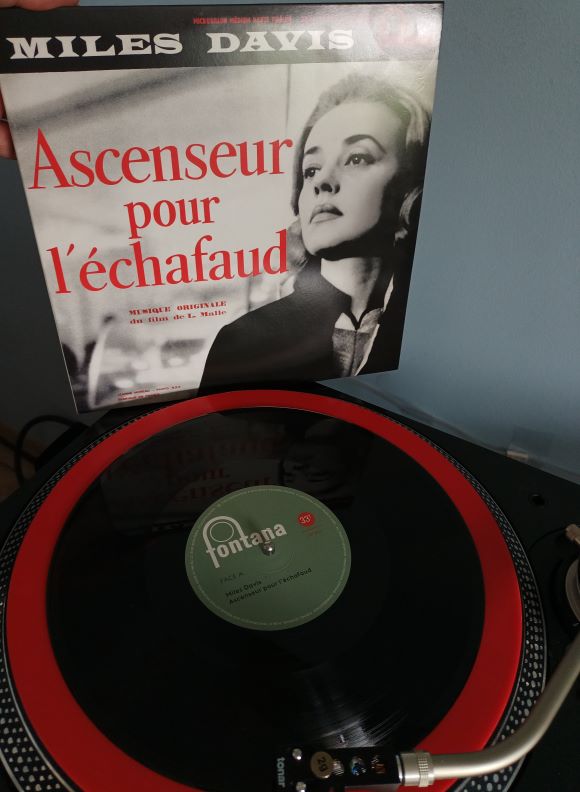 MILES DAVIS
Ascenseur
pour
l'échafaud
MUSIQUE ORIGINALE
du film de L. Malle
fontana
33
FACE A
Miles Davis
Ascenseur pour l'échafaud
tonar